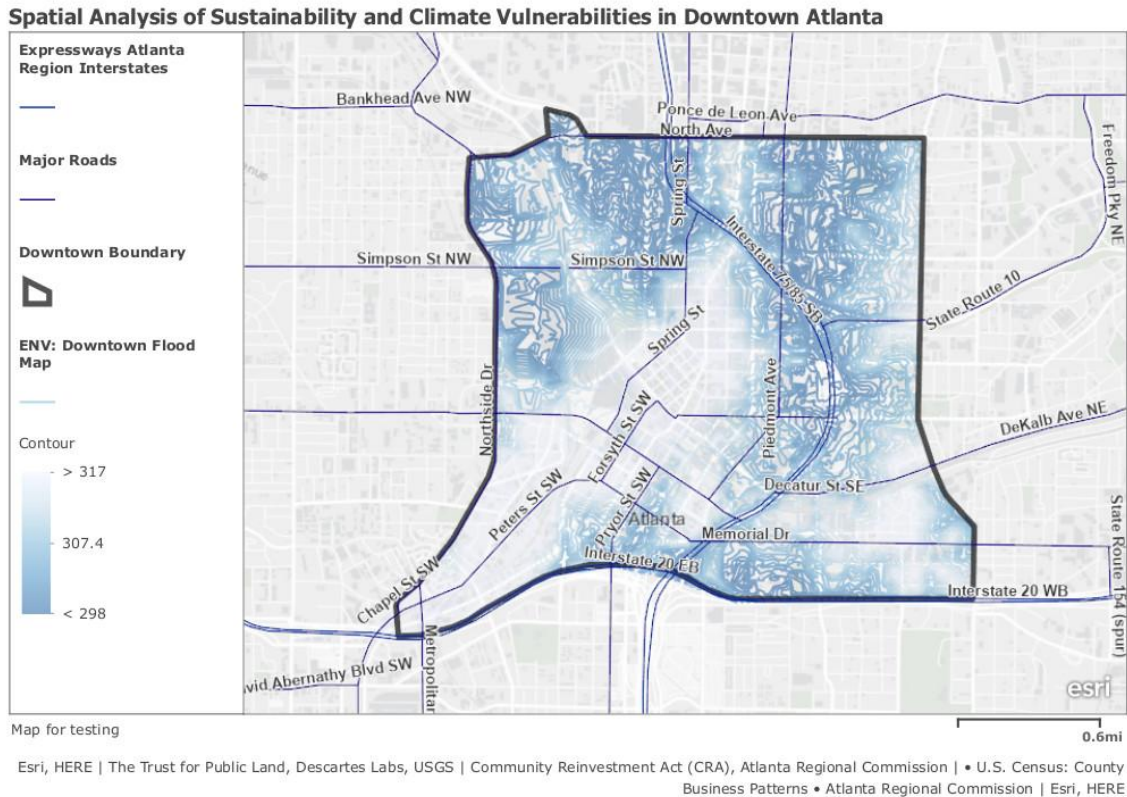 Spatial Analysis of Sustainability and Climate Vulnerabilities in Downtown Atlanta
Expressways Atlanta
Region Interstates
Major Roads
Downtown Boundary
ENV: Downtown Flood
Map
Contour
> 317
307.4
< 298
Bankhead Ave NW
Ponce de Leon Ave
North Ave
Freedom Pky NE
Spring St
Interstate 75/85 SB
Simpson St NW
Simpson St NW
State Route 10
Spring St
Northside Dr
Piedmont Ave
Forsyth St SW
DeKalb Ave NE
Peters St SW
Pryor St SW
Decatur St SE
Atlanta
Memorial Dr
Interstate 20 EB
State Route 154 (spur)
Chapel St SW
Interstate 20 WB
Metropolitar
vid Abernathy Blvd SW
esri
Map for testing
0.6mi
Esri, HERE | The Trust for Public Land, Descartes Labs, USGS | Community Reinvestment Act (CRA), Atlanta Regional Commission | • U.S. Census: County
Business Patterns • Atlanta Regional Commission | Esri, HERE